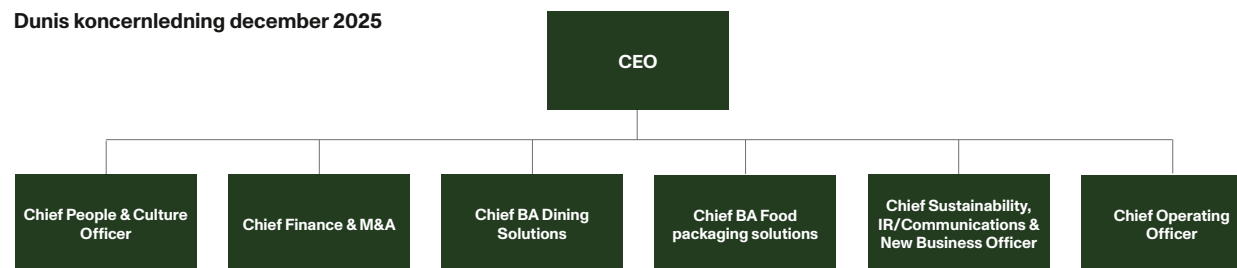 Dunis koncernledning december 2025
CEO
Chief People & Culture
Officer
Chief Finance & M&A
Chief BA Dining
Solutions
Chief BA Food
packaging solutions
Chief Sustainability,
IR/Communications &
New Business Officer
Chief Operating
Officer